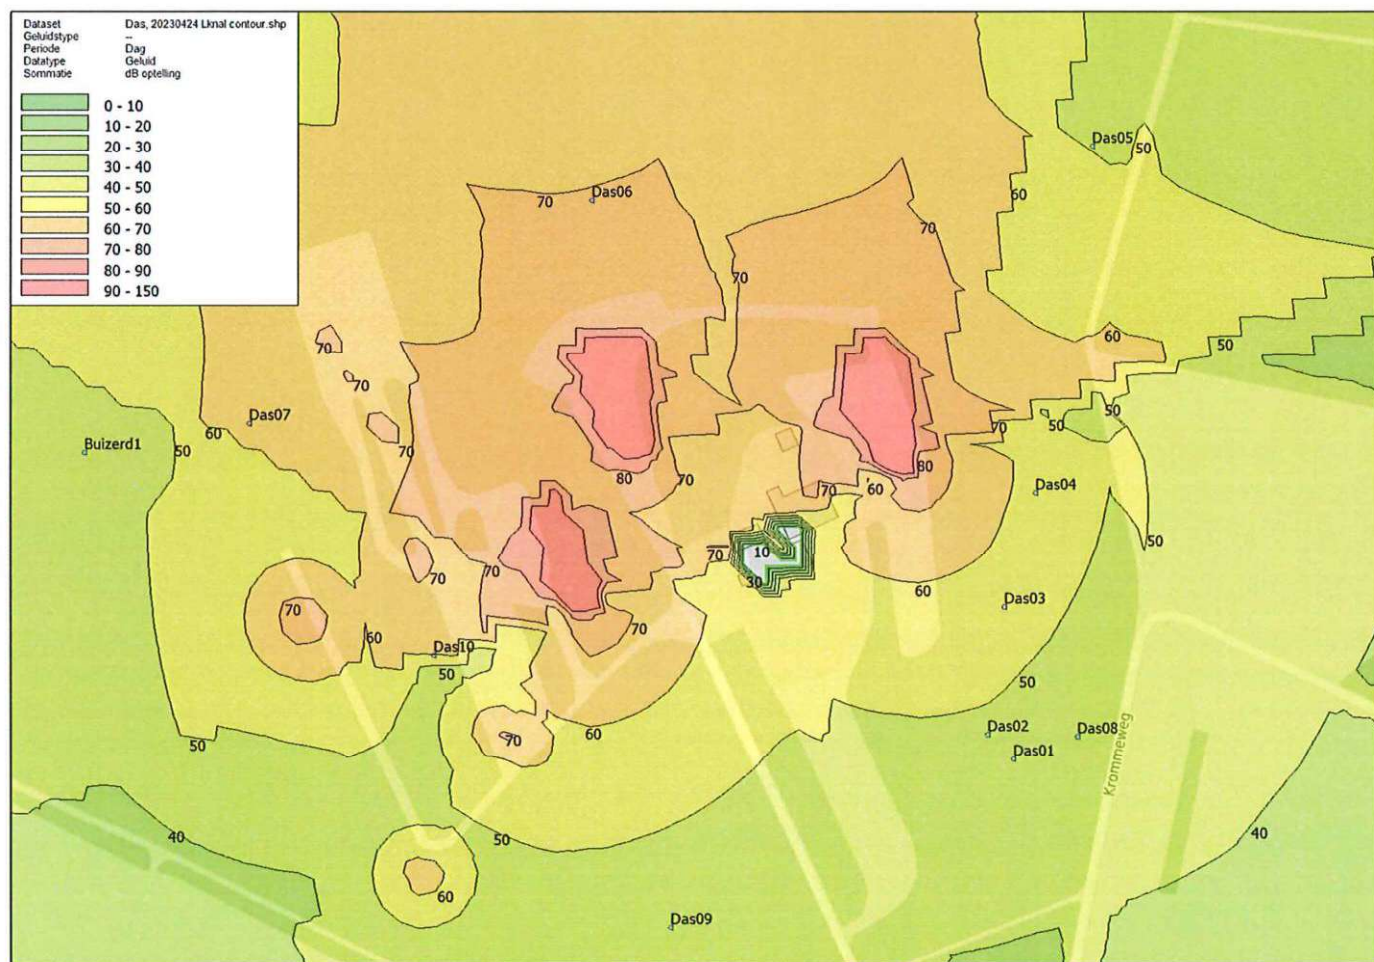 Dataset Das, 20230424 Lknal contour.shp
Geluidstype --
Periode Dag
Datatype Geluid
Sommatie dB optelling
0 - 10
10 - 20
20 - 30
30 - 40
40 - 50
50 - 60
60 - 70
70 - 80
80 - 90
90 - 150
Das05
50
60
Das06
70
70
70
60
50
70
70
Das07
60
50
Buizerd1
70
50
50
70
80
80
70
70
60
Das04
50
70
10
30
70
70
60
Das03
70
70
60
Das10
50
50
Das02
Das08
Das01
50
70
60
Krommeweg
40
50
40
60
Das09